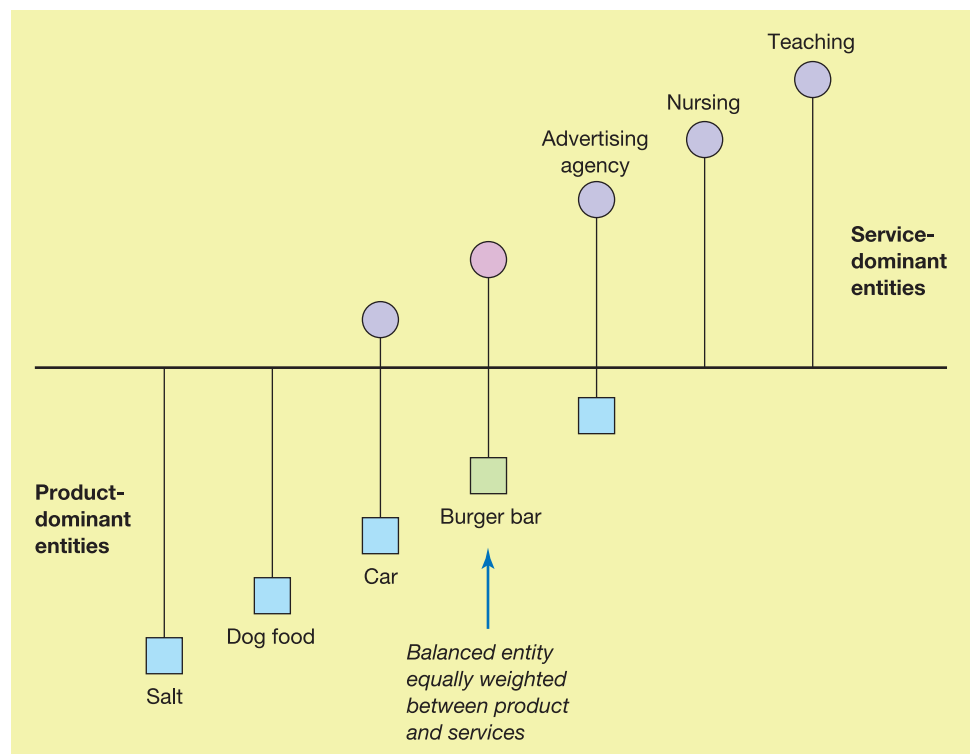 Teaching
Nursing
Advertising
agency
Service-
dominant
entities
Product-
dominant
entities
Burger bar
Car
Dog food
Salt
Balanced entity
equally weighted
between product
and services